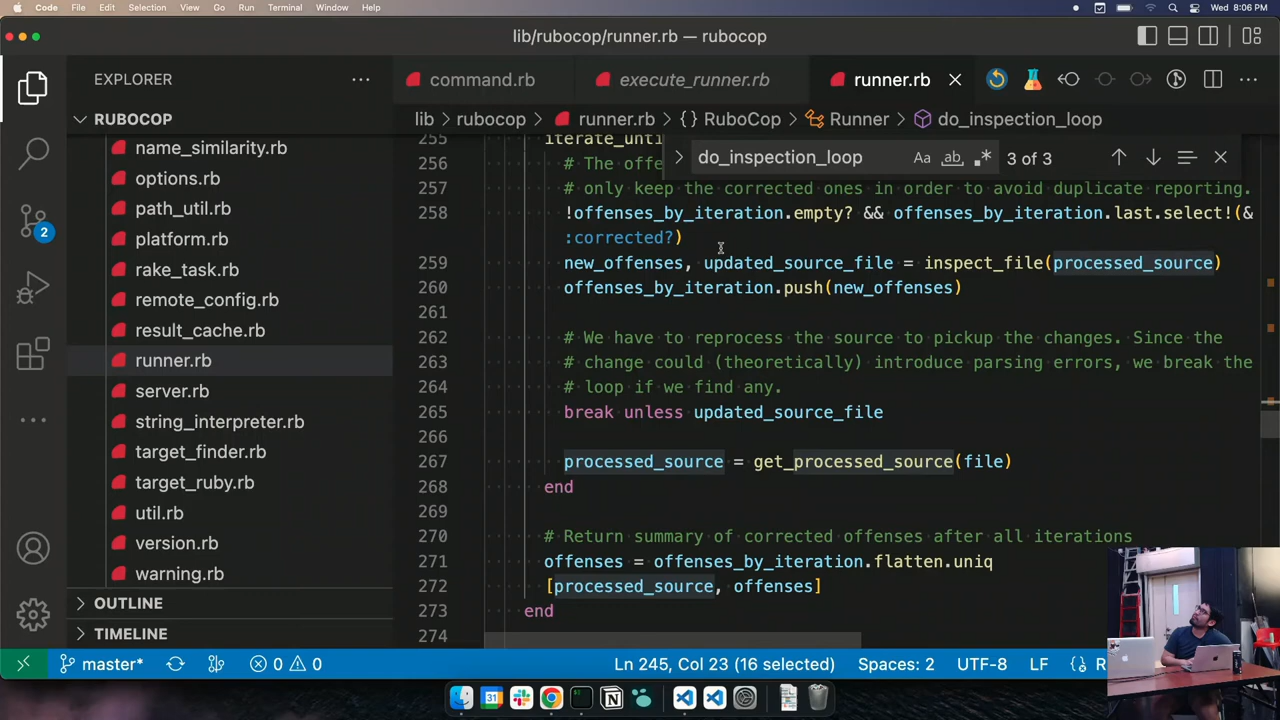 Code File Edit Selection View Go Run Terminal Window Help Wed 8:06 PM
lib/rubocop/runner.rb — rubocop
EXPLORER
command.rb execute_runner.rb runner.rb
RUBOCOP
lib > rubocop > runner.rb > {} RuboCop > Runner > do_inspection_loop
do_inspection_loop Aa ab .* 3 of 3
name_similarity.rb
options.rb
path_util.rb
platform.rb
rake_task.rb
remote_config.rb
result_cache.rb
runner.rb
server.rb
string_interpreter.rb
target_finder.rb
target_ruby.rb
util.rb
version.rb
warning.rb
OUTLINE
TIMELINE
255 iterate_unti
256 # The offe
257 # only keep the corrected ones in order to avoid duplicate reporting.
258 !offenses_by_iteration.empty? && offenses_by_iteration.last.select!(&
:corrected?)
259 new_offenses, updated_source_file = inspect_file(processed_source)
260 offenses_by_iteration.push(new_offenses)
261
262 # We have to reprocess the source to pickup the changes. Since the
263 # change could (theoretically) introduce parsing errors, we break the
264 # loop if we find any.
265 break unless updated_source_file
266
267 processed_source = get_processed_source(file)
268 end
269
270 # Return summary of corrected offenses after all iterations
271 offenses = offenses_by_iteration.flatten.uniq
272 [processed_source, offenses]
273 end
274
2
master* 0 0 Ln 245, Col 23 (16 selected) Spaces: 2 UTF-8 LF {} R
31